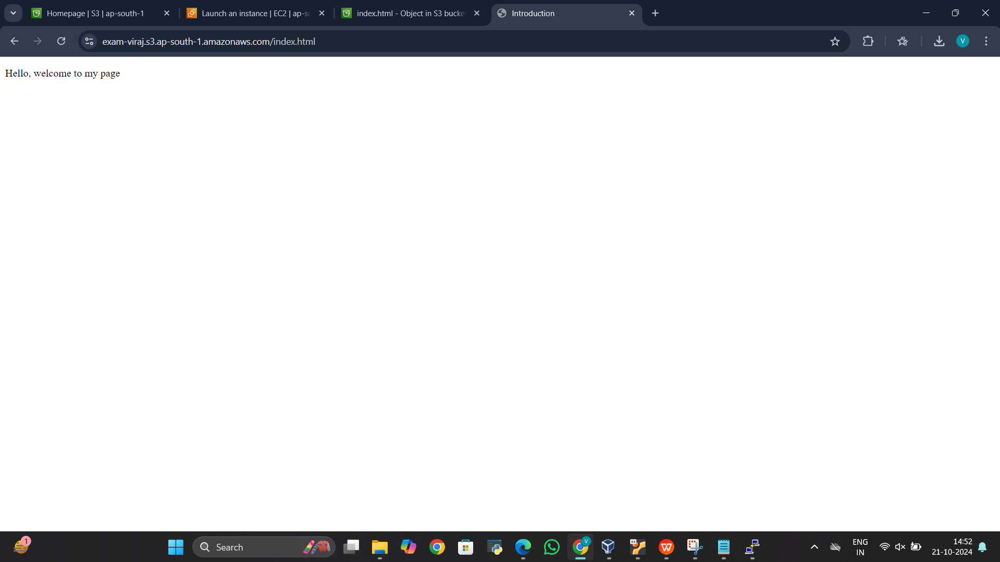 Homepage | S3 | ap-south-1
Launch an instance | EC2 | ap-so
index.html - Object in S3 bucke
Introduction
exam-viraj.s3.ap-south-1.amazonaws.com/index.html
V
Hello, welcome to my page
1
Search
V
64
ENG
IN
14:52
21-10-2024